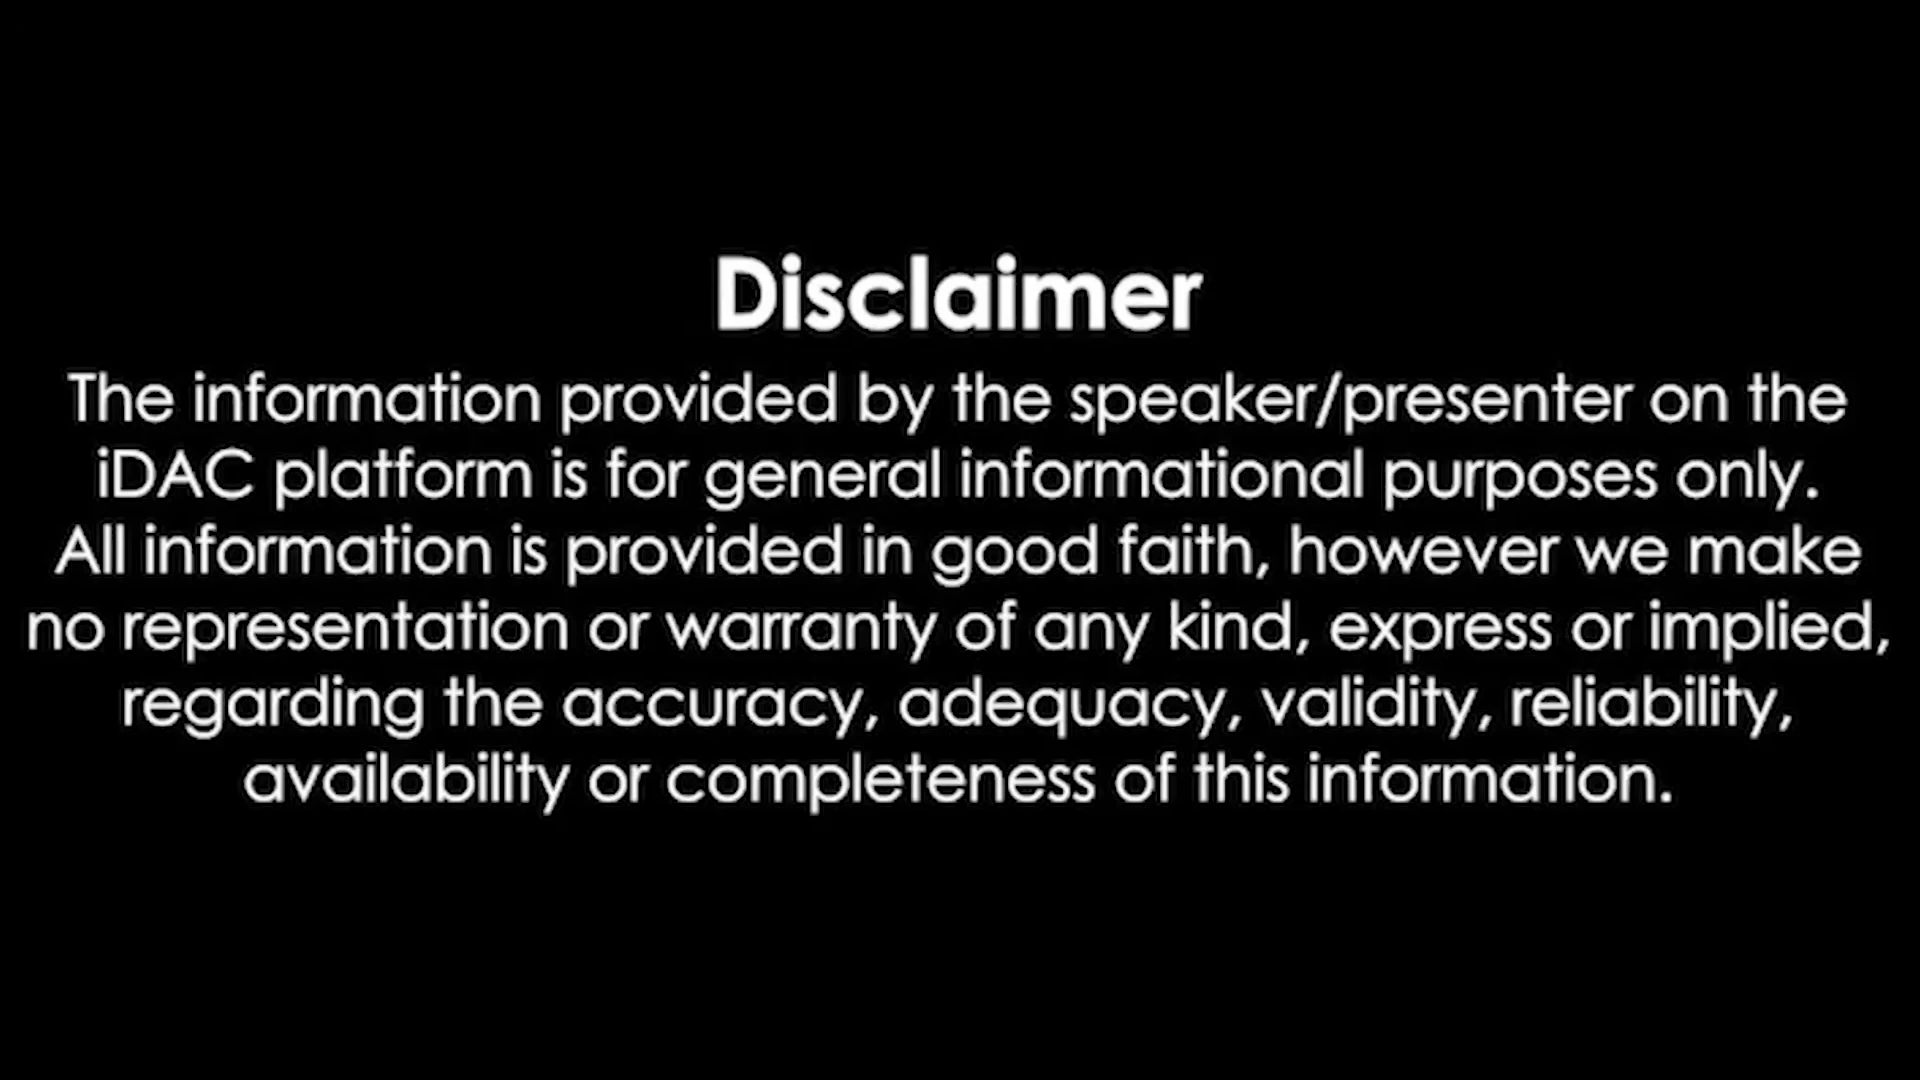 Disclaimer
The information provided by the speaker/presenter on the
iDAC platform is for general informational purposes only.
All information is provided in good faith, however we make
no representation or warranty of any kind, express or implied,
regarding the accuracy, adequacy, validity, reliability,
availability or completeness of this information.